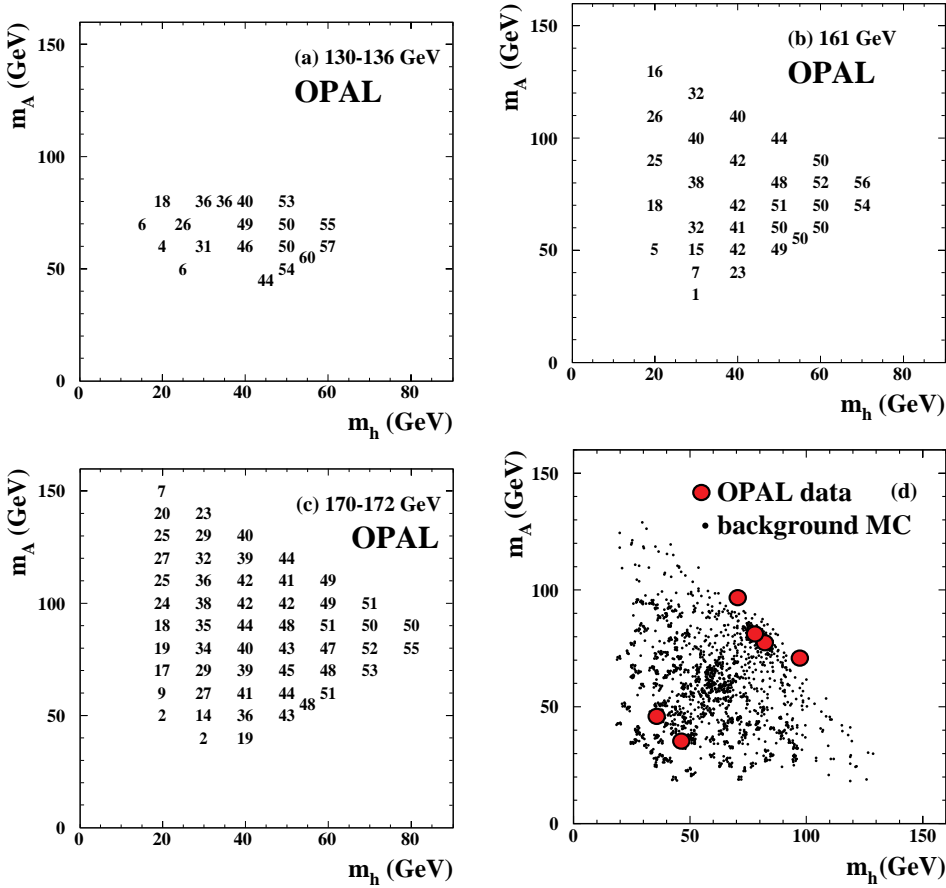 m_A (GeV)
(a) 130-136 GeV
OPAL
150
100
50
0
18 36 36 40 53
6 26 49 50 55
4 31 46 50 57
60
6 54
44
0 20 40 60 80
m_h (GeV)
m_A (GeV)
(b) 161 GeV
OPAL
150
100
50
0
16
32
26 40
40 44
25 42 50
38 48 52 56
18 42 51 50 54
32 41 50 50
50
5 15 42 49
7 23
1
0 20 40 60 80
m_h (GeV)
m_A (GeV)
(c) 170-172 GeV
OPAL
150
100
50
0
7
20 23
25 29 40
27 32 39 44
25 36 42 41 49
24 38 42 42 49 51
18 35 44 48 51 50 50
19 34 40 43 47 52 55
17 29 39 45 48 53
9 27 41 44 51
48
2 14 36 43
2 19
0 20 40 60 80
m_h (GeV)
m_A (GeV)
(d)
OPAL data
background MC
150
100
50
0
0 50 100 150
m_h (GeV)